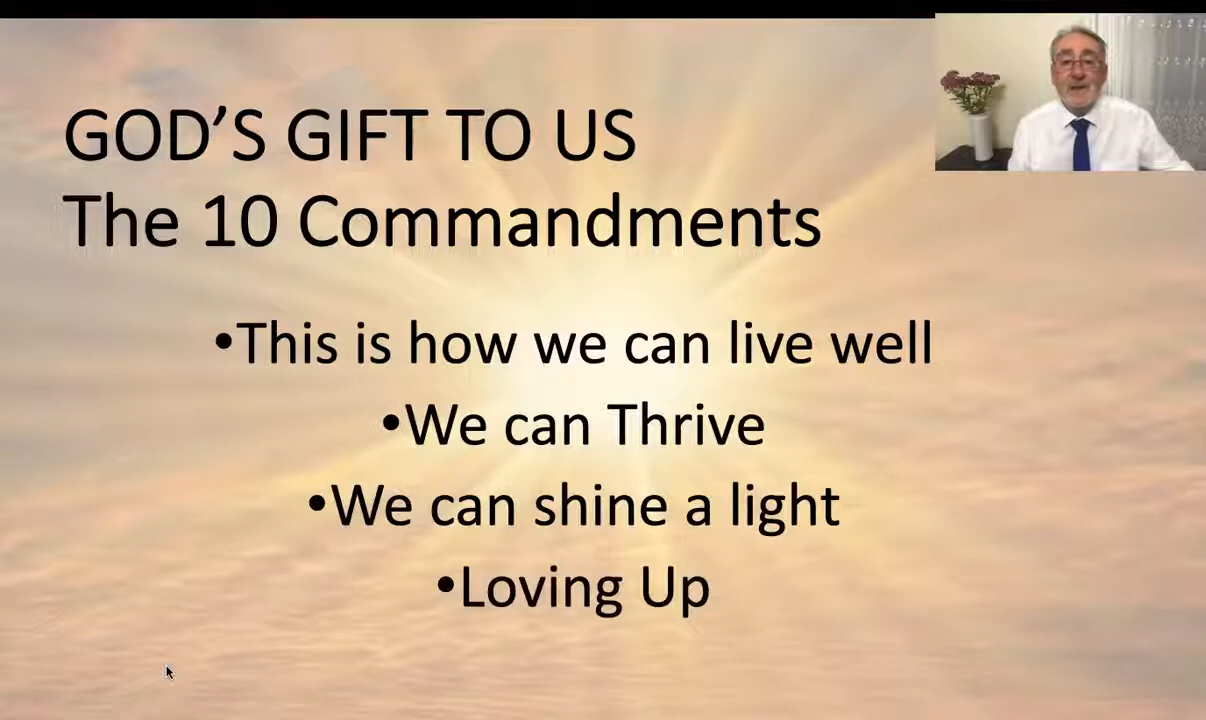 GOD’S GIFT TO US
The 10 Commandments
•This is how we can live well
•We can Thrive
•We can shine a light
•Loving Up